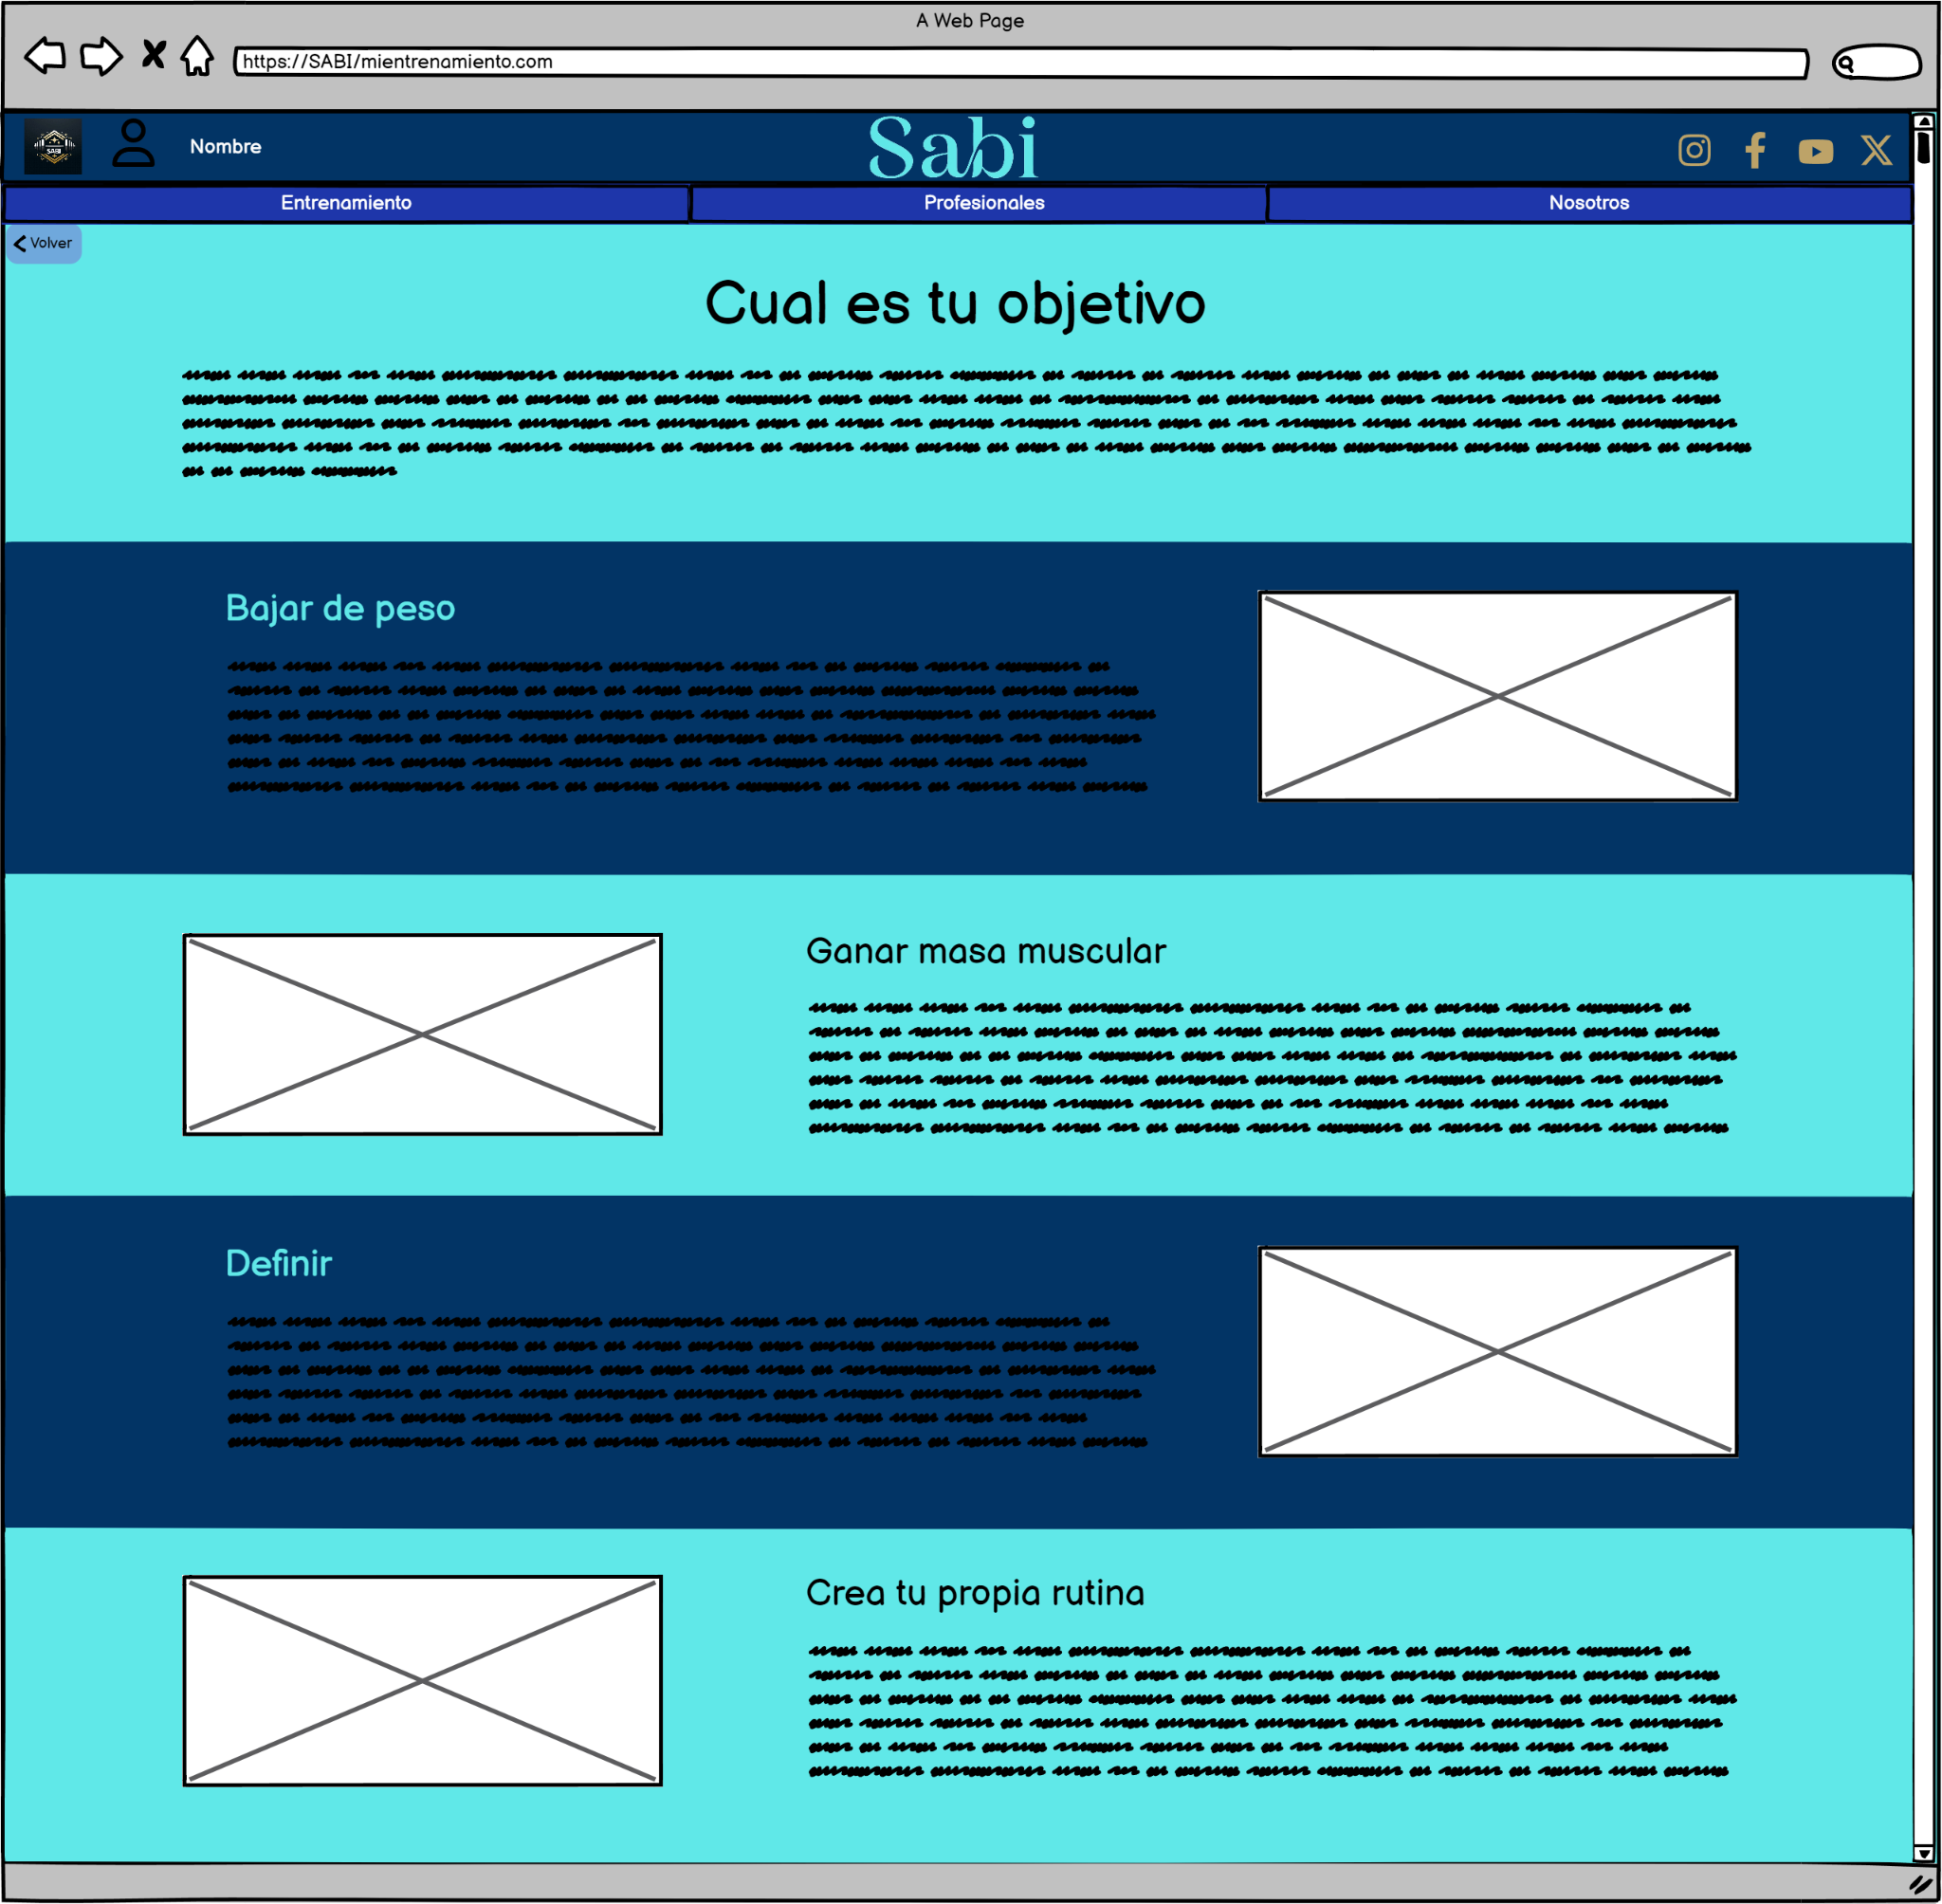 A Web Page
https://SABI/mientrenamiento.com
SABI
Nombre
Sabi
Entrenamiento
Profesionales
Nosotros
Volver
Cual es tu objetivo
Bajar de peso
Ganar masa muscular
Definir
Crea tu propia rutina